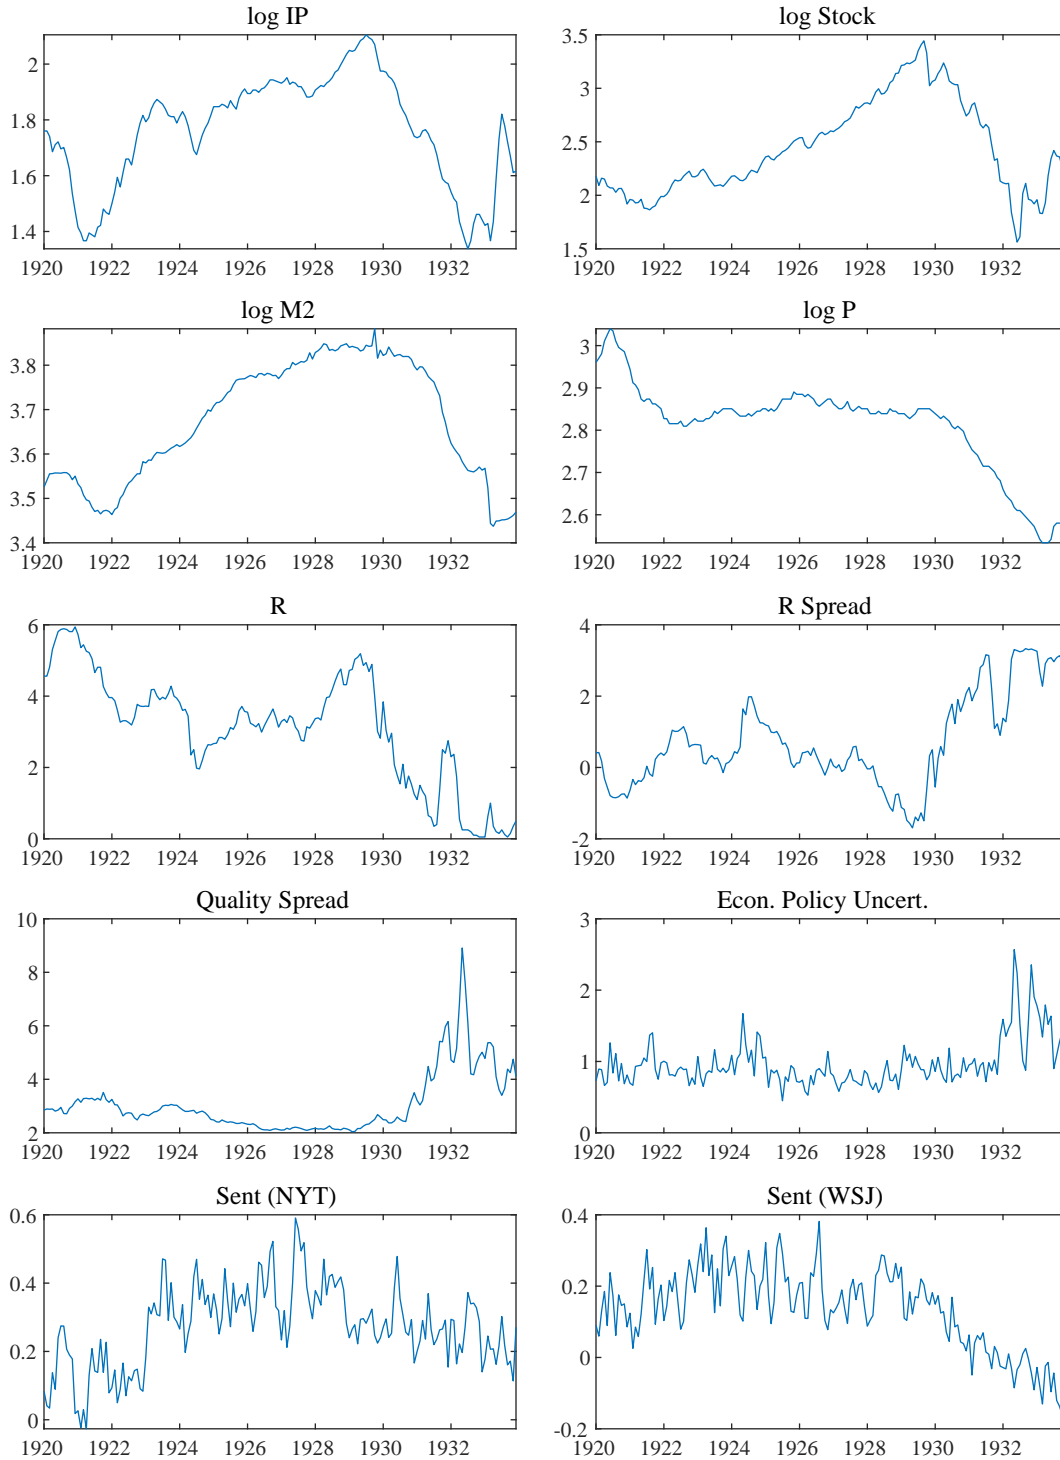 log IP
2
1.8
1.6
1.4
1920 1922 1924 1926 1928 1930 1932
log Stock
3.5
3
2.5
2
1.5
1920 1922 1924 1926 1928 1930 1932
log M2
3.8
3.7
3.6
3.5
3.4
1920 1922 1924 1926 1928 1930 1932
log P
3
2.9
2.8
2.7
2.6
1920 1922 1924 1926 1928 1930 1932
R
6
4
2
0
1920 1922 1924 1926 1928 1930 1932
R Spread
4
2
0
-2
1920 1922 1924 1926 1928 1930 1932
Quality Spread
10
8
6
4
2
1920 1922 1924 1926 1928 1930 1932
Econ. Policy Uncert.
3
2
1
0
1920 1922 1924 1926 1928 1930 1932
Sent (NYT)
0.6
0.4
0.2
0
1920 1922 1924 1926 1928 1930 1932
Sent (WSJ)
0.4
0.2
0
-0.2
1920 1922 1924 1926 1928 1930 1932